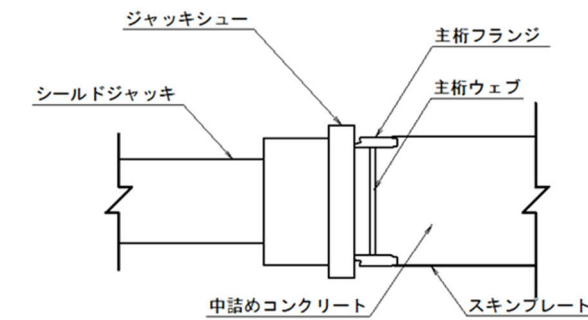 ジャッキシュー
主桁フランジ
シールドジャッキ
主桁ウェブ
中詰めコンクリート
スキンプレート